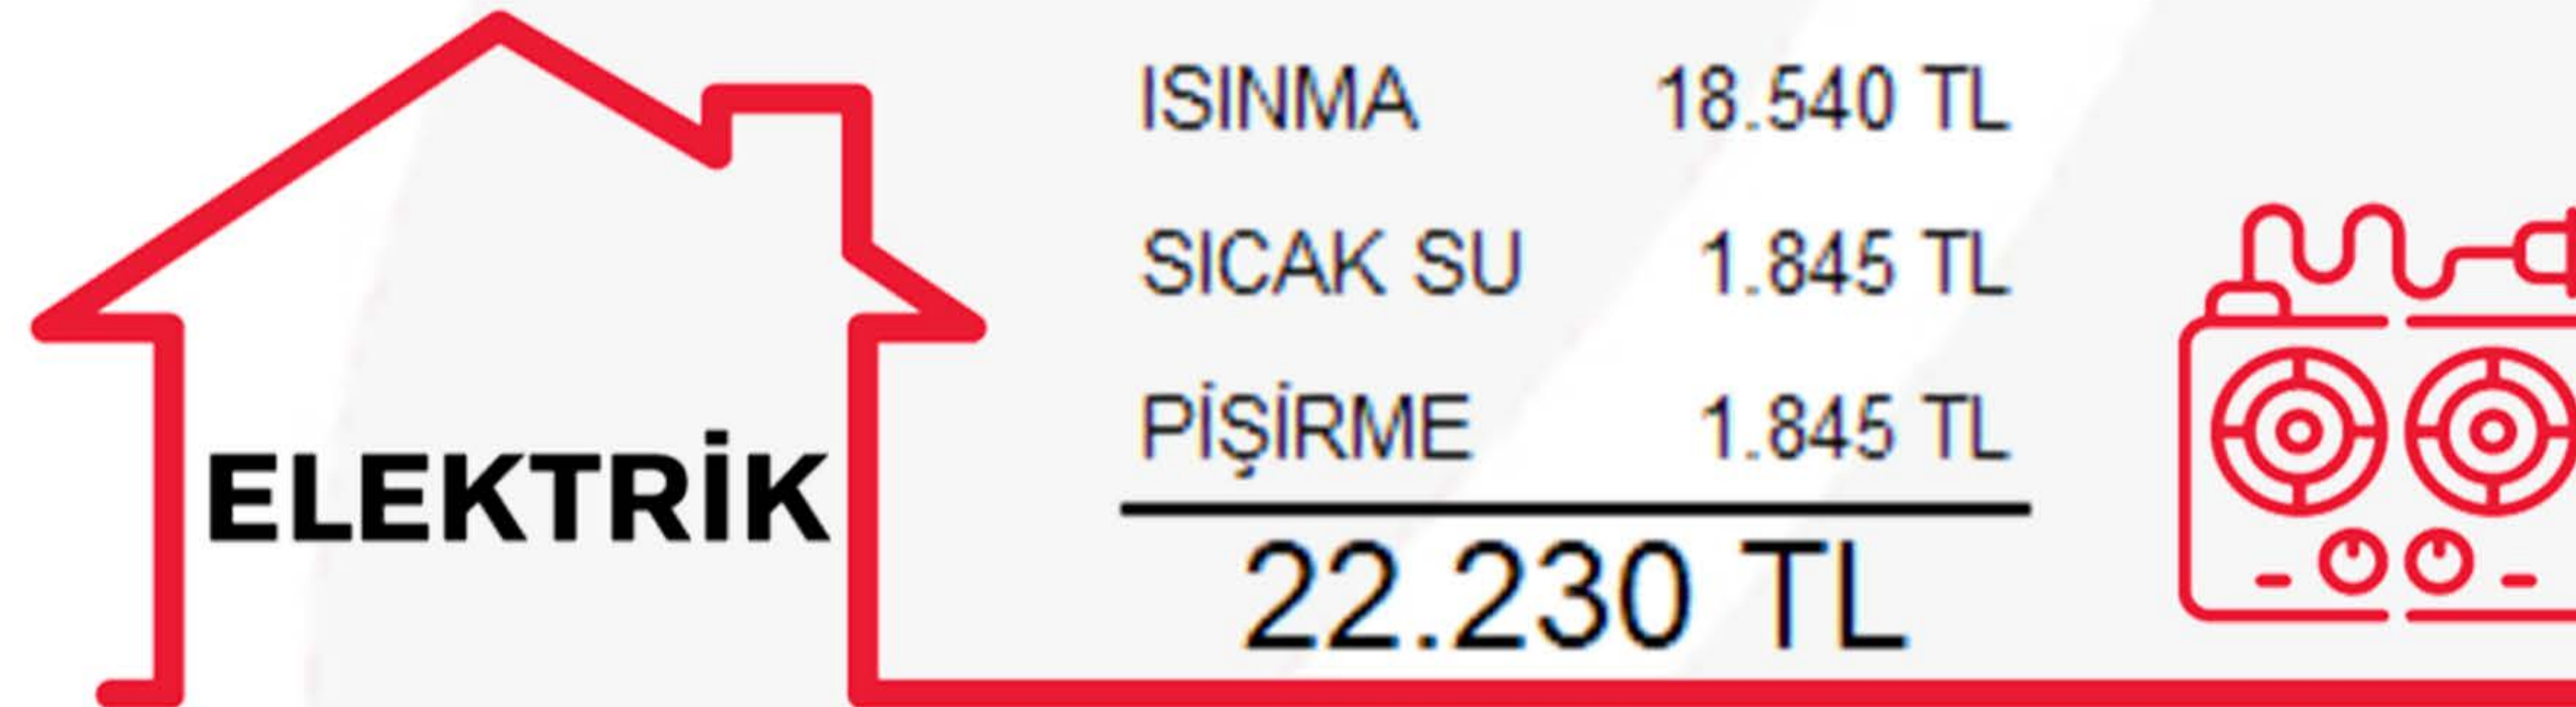 ELEKTRİK
ISINMA 18.540 TL
SICAK SU 1.845 TL
PİŞİRME 1.845 TL
22.230 TL